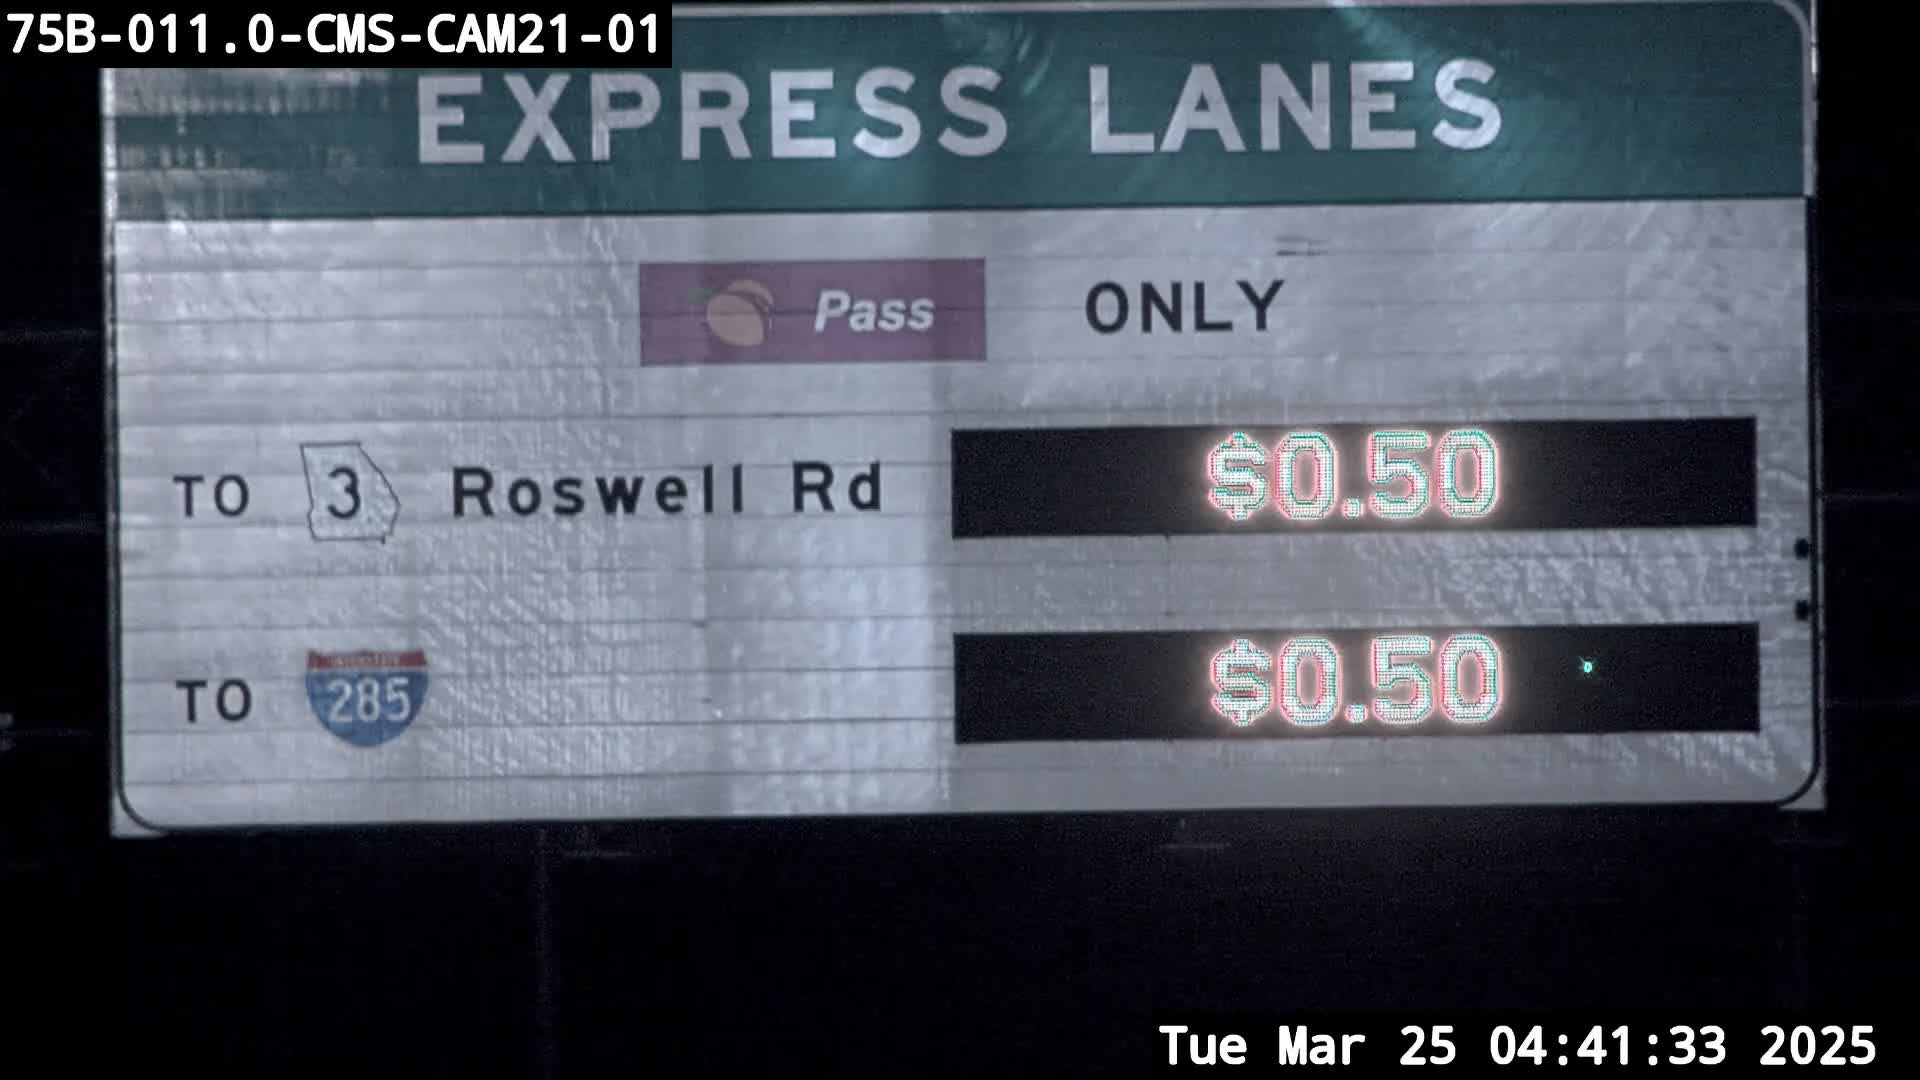 75B-011.0-CMS-CAM21-01
EXPRESS LANES
Pass ONLY
TO 3 Roswell Rd $0.50
TO INTERSTATE 285 $0.50
Tue Mar 25 04:41:33 2025